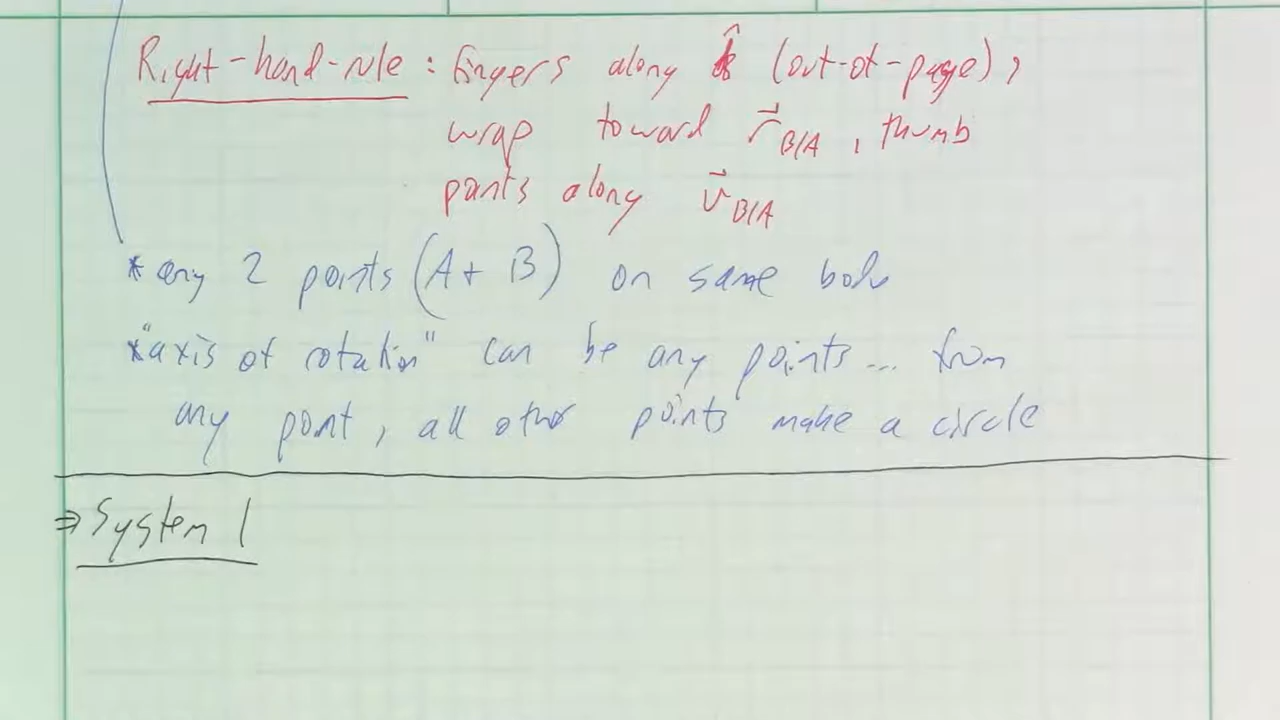 Right-hand-rule : fingers along k̂ (out-of-page),
wrap toward r⃗ B/A , thumb
points along v⃗ B/A
* any 2 points (A + B) on same body
* "axis of rotation" can be any points... from
any point, all other points make a circle
⇒ System 1